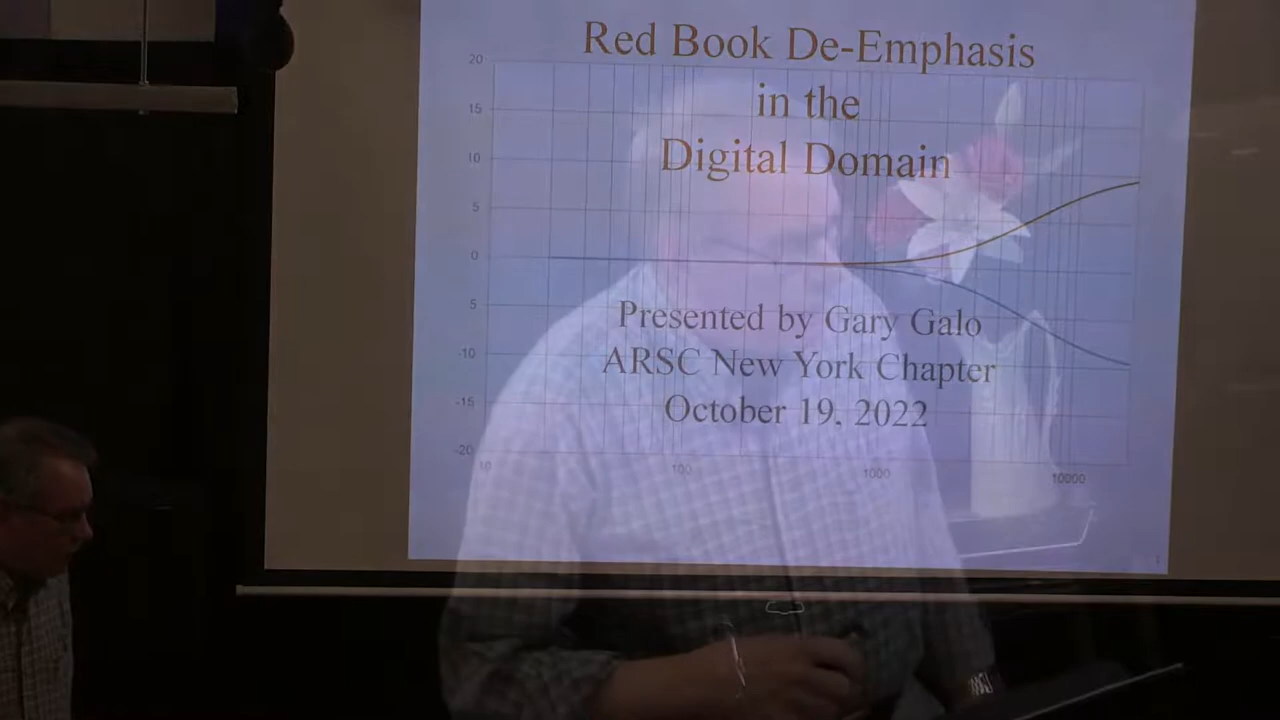 Red Book De-Emphasis
in the
Digital Domain
Presented by Gary Galo
ARSC New York Chapter
October 19, 2022
20
15
10
5
0
5
-10
-15
-20
10
100
1000
10000